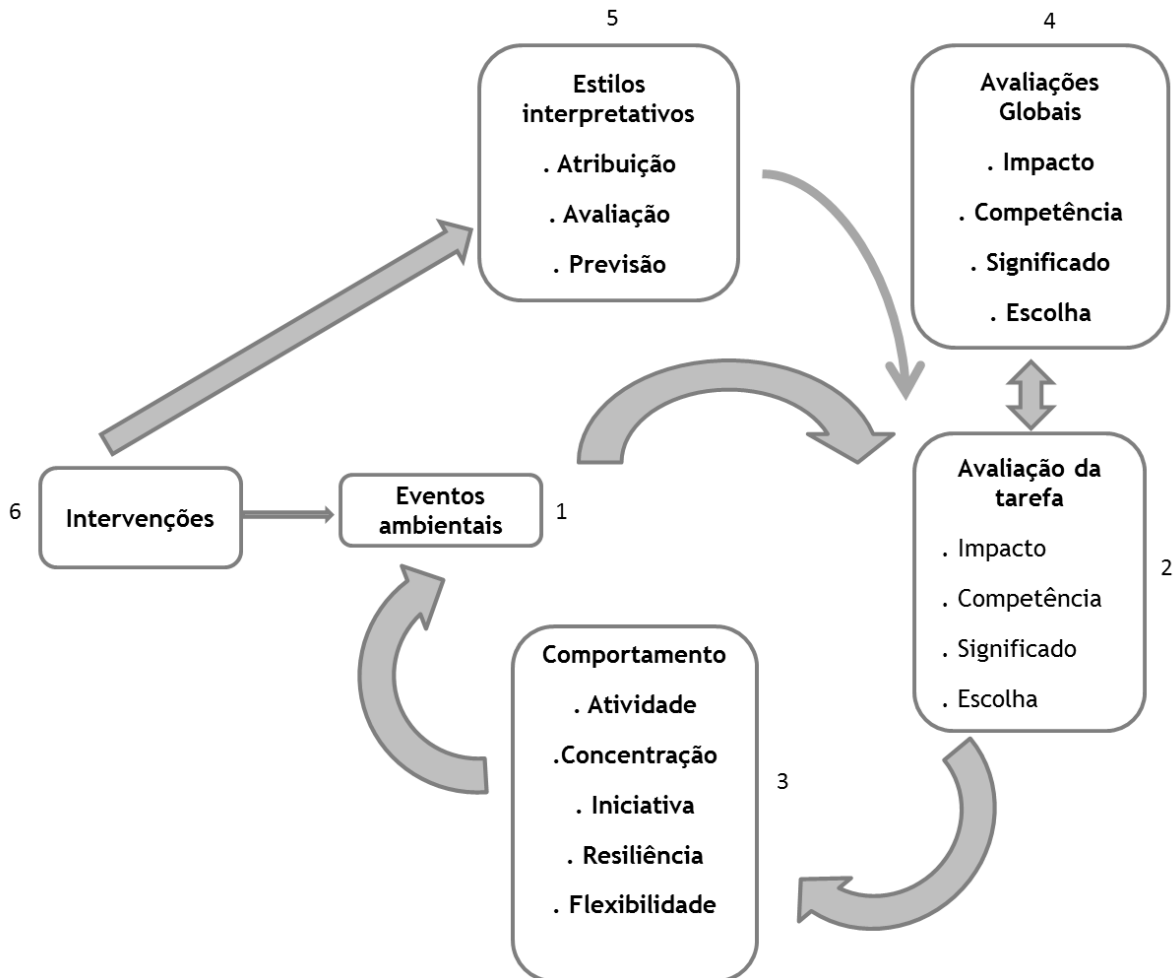 5
Estilos
interpretativos
. Atribuição
. Avaliação
. Previsão
4
Avaliações
Globais
. Impacto
. Competência
. Significado
. Escolha
6
Intervenções
Eventos
ambientais
1
Avaliação da
tarefa
. Impacto
. Competência
. Significado
. Escolha
2
Comportamento
. Atividade
.Concentração
. Iniciativa
. Resiliência
. Flexibilidade
3